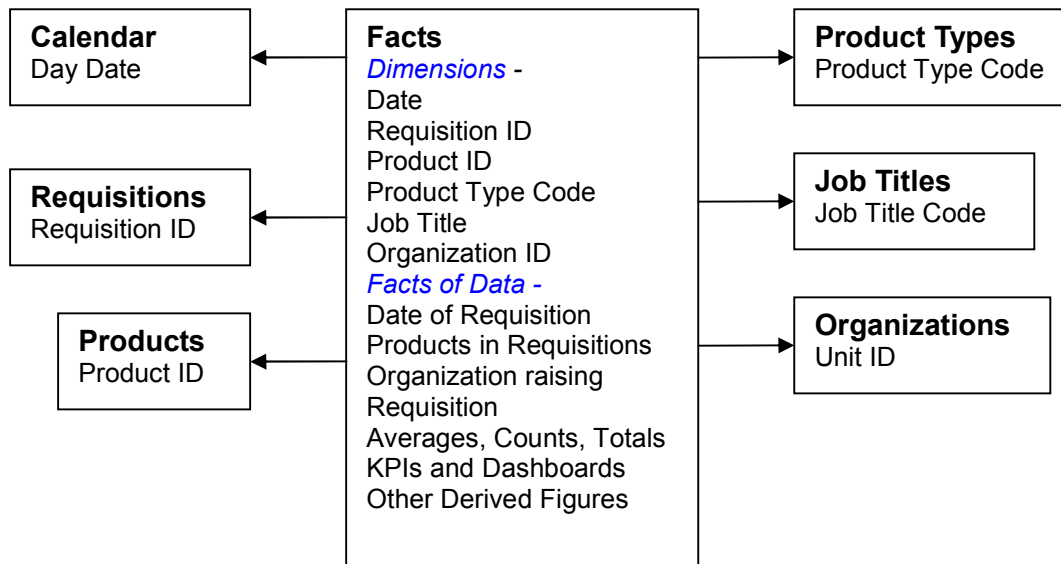 Calendar
Day Date
Requisitions
Requisition ID
Products
Product ID
Facts
Dimensions -
Date
Requisition ID
Product ID
Product Type Code
Job Title
Organization ID
Facts of Data -
Date of Requisition
Products in Requisitions
Organization raising
Requisition
Averages, Counts, Totals
KPIs and Dashboards
Other Derived Figures
Product Types
Product Type Code
Job Titles
Job Title Code
Organizations
Unit ID